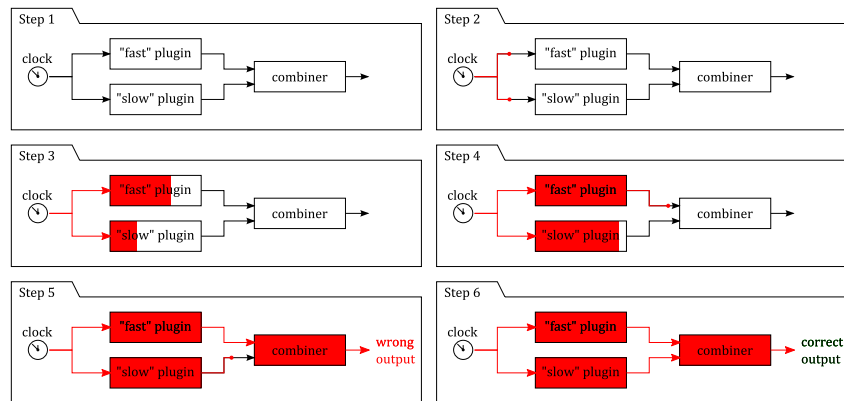 Step 1
clock
"fast" plugin
"slow" plugin
combiner
Step 2
clock
"fast" plugin
"slow" plugin
combiner
Step 3
clock
"fast" plugin
"slow" plugin
combiner
Step 4
clock
"fast" plugin
"slow" plugin
combiner
Step 5
clock
"fast" plugin
"slow" plugin
combiner
wrong
output
Step 6
clock
"fast" plugin
"slow" plugin
combiner
correct
output